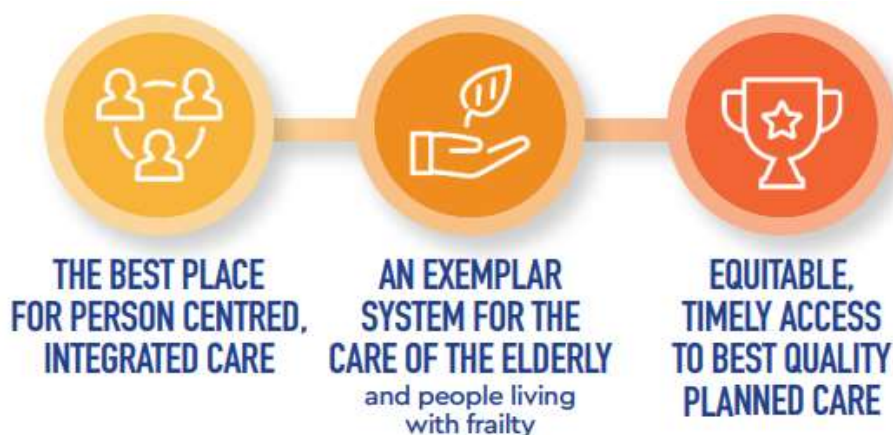 THE BEST PLACE
FOR PERSON CENTRED,
INTEGRATED CARE
AN EXEMPLAR
SYSTEM FOR THE
CARE OF THE ELDERLY
and people living
with frailty
EQUITABLE,
TIMELY ACCESS
TO BEST QUALITY
PLANNED CARE